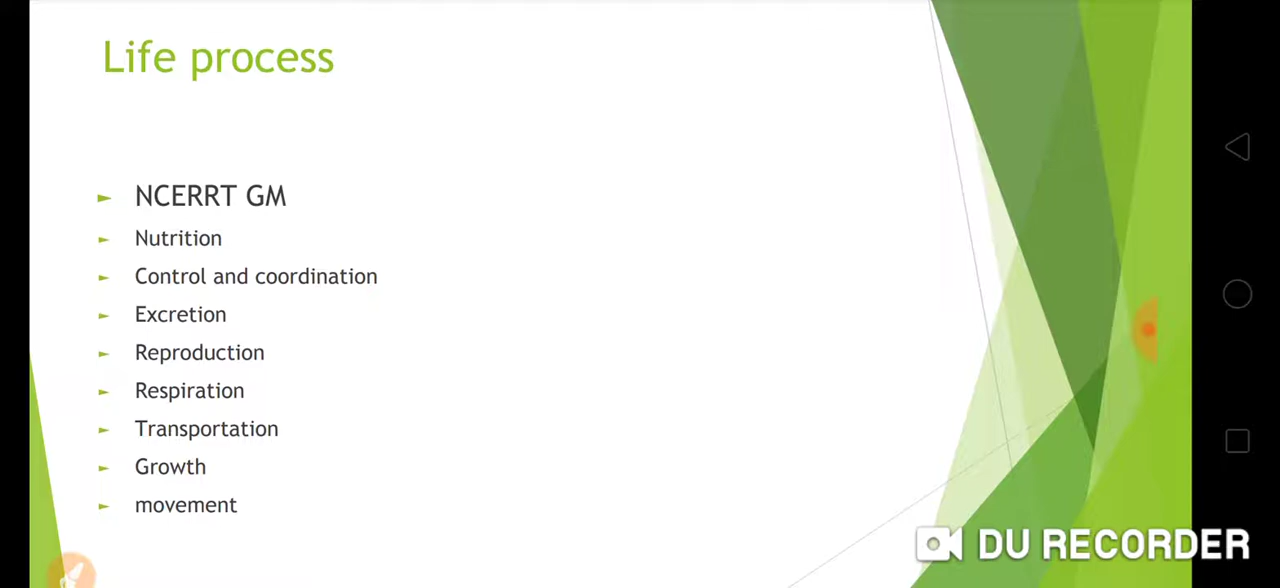 Life process
NCERRT GM
Nutrition
Control and coordination
Excretion
Reproduction
Respiration
Transportation
Growth
movement
DU RECORDER